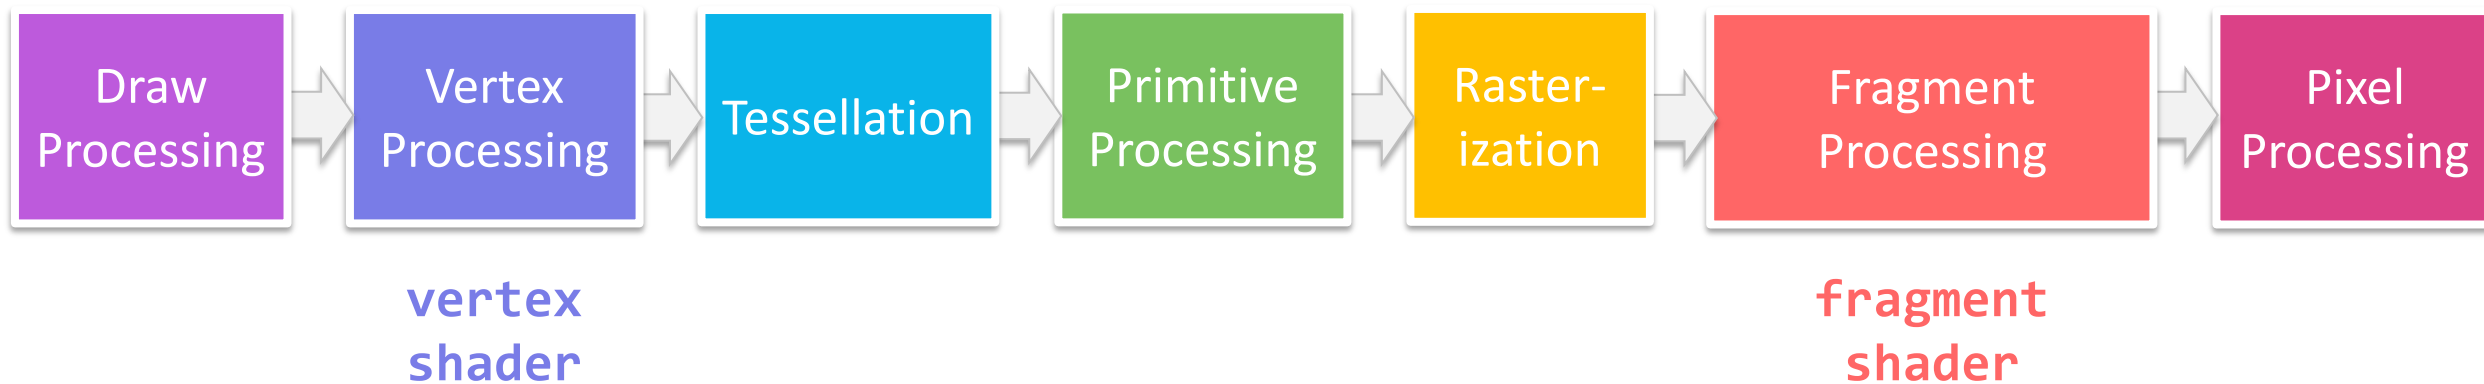 Draw
Processing
Vertex
Processing
Tessellation
Primitive
Processing
Raster-
ization
Fragment
Processing
Pixel
Processing
vertex
shader
fragment
shader